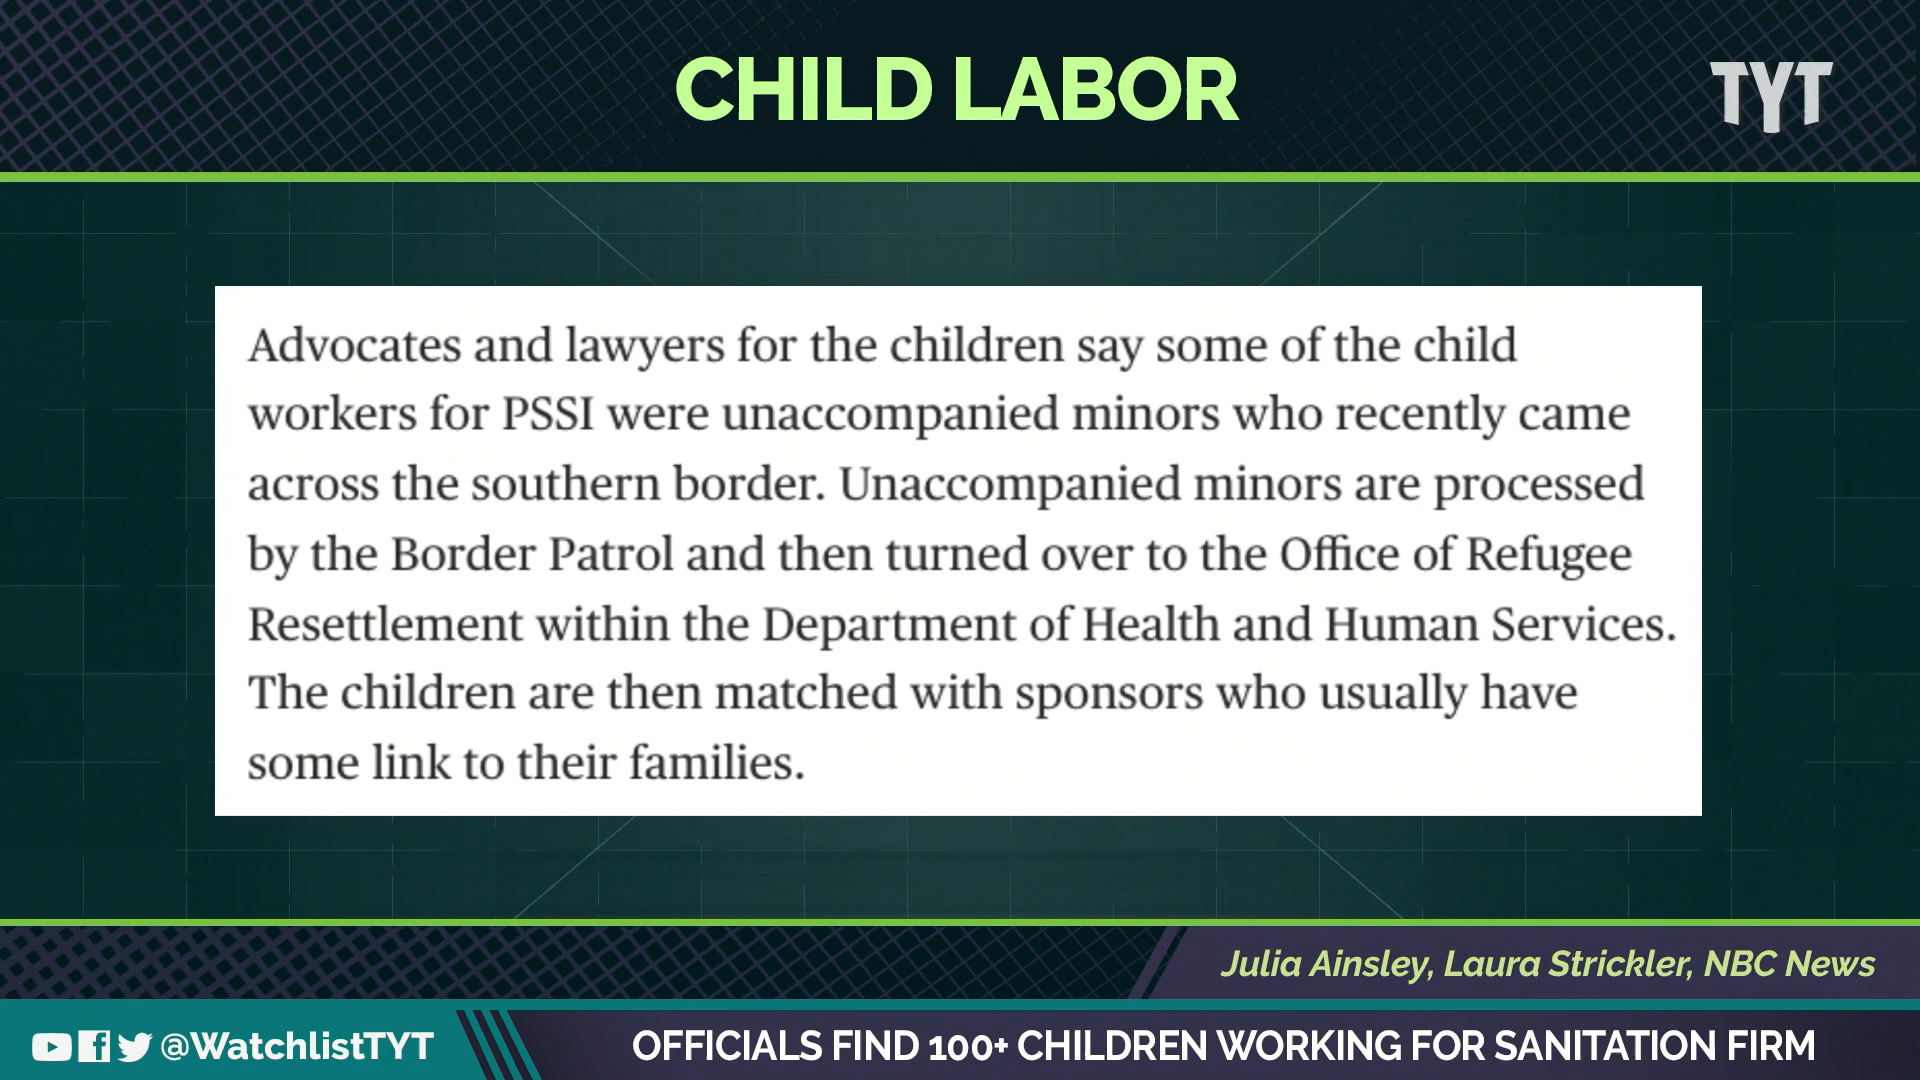 CHILD LABOR
TYT
Advocates and lawyers for the children say some of the child
workers for PSSI were unaccompanied minors who recently came
across the southern border. Unaccompanied minors are processed
by the Border Patrol and then turned over to the Office of Refugee
Resettlement within the Department of Health and Human Services.
The children are then matched with sponsors who usually have
some link to their families.
Julia Ainsley, Laura Strickler, NBC News
@WatchlistTYT
OFFICIALS FIND 100+ CHILDREN WORKING FOR SANITATION FIRM